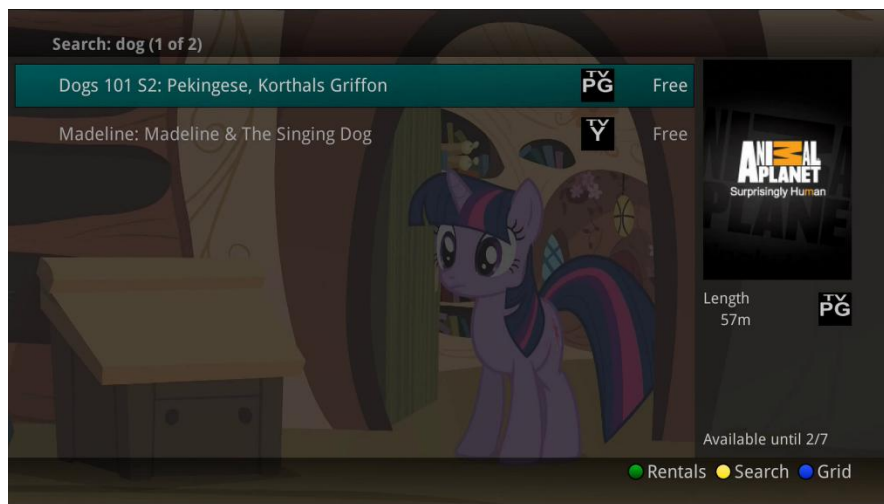 Search: dog (1 of 2)
Dogs 101 S2: Pekingese, Korthals Griffon TV PG Free
Madeline: Madeline & The Singing Dog TV Y Free
ANIMAL
PLANET
Surprisingly Human
Length
57m
TV PG
Available until 2/7
Rentals Search Grid